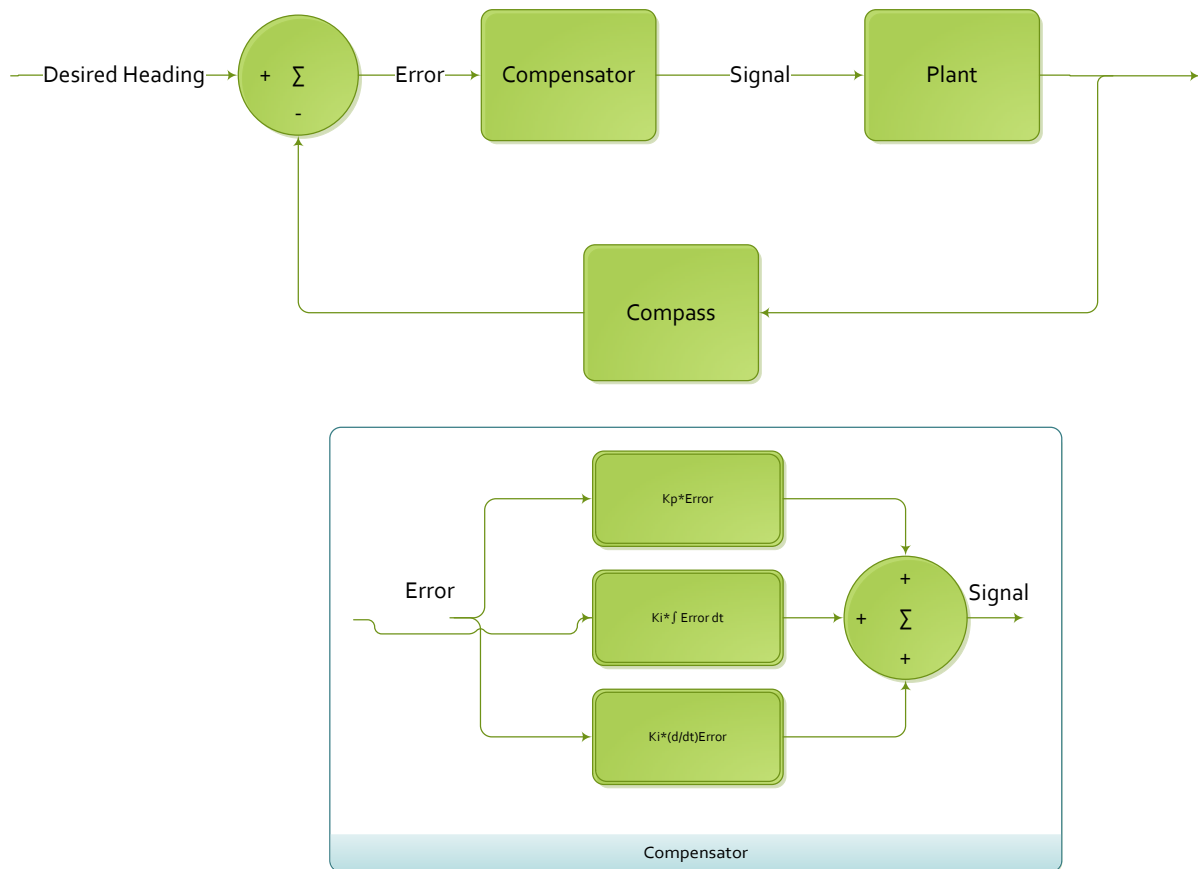 Desired Heading
+ Σ
-
Error
Compensator
Signal
Plant
Compass
Kp*Error
Error
Ki*∫ Error dt
Ki*(d/dt)Error
+
+ Σ
+
Signal
Compensator